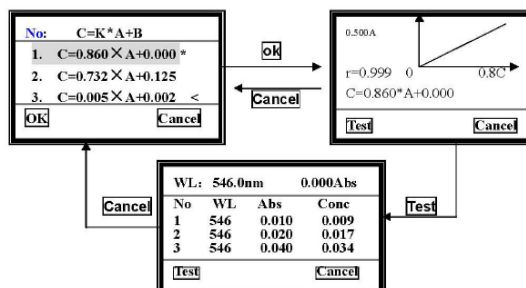 No: C=K*A+B
1. C=0.860×A+0.000 *
2. C=0.732×A+0.125
3. C=0.005×A+0.002 <
OK Cancel
ok
Cancel
0.500A
r=0.999 0 0.8C
C=0.860*A+0.000
Test Cancel
Cancel
Test
WL: 546.0nm 0.000Abs
No WL Abs Conc
1 546 0.010 0.009
2 546 0.020 0.017
3 546 0.040 0.034
Test Cancel